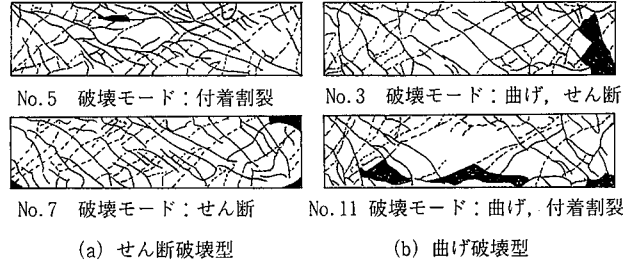 No.5 破壊モード：付着割裂
No.3 破壊モード：曲げ，せん断
No.7 破壊モード：せん断
No.11 破壊モード：曲げ，付着割裂
(a) せん断破壊型
(b) 曲げ破壊型